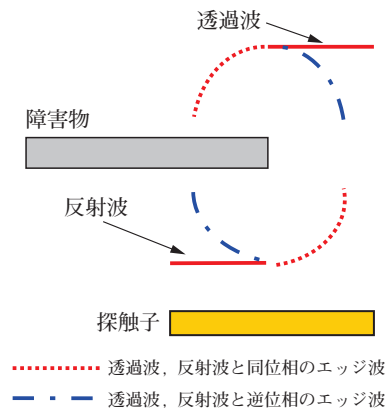 透過波
障害物
反射波
探触子
透過波，反射波と同位相のエッジ波
透過波，反射波と逆位相のエッジ波